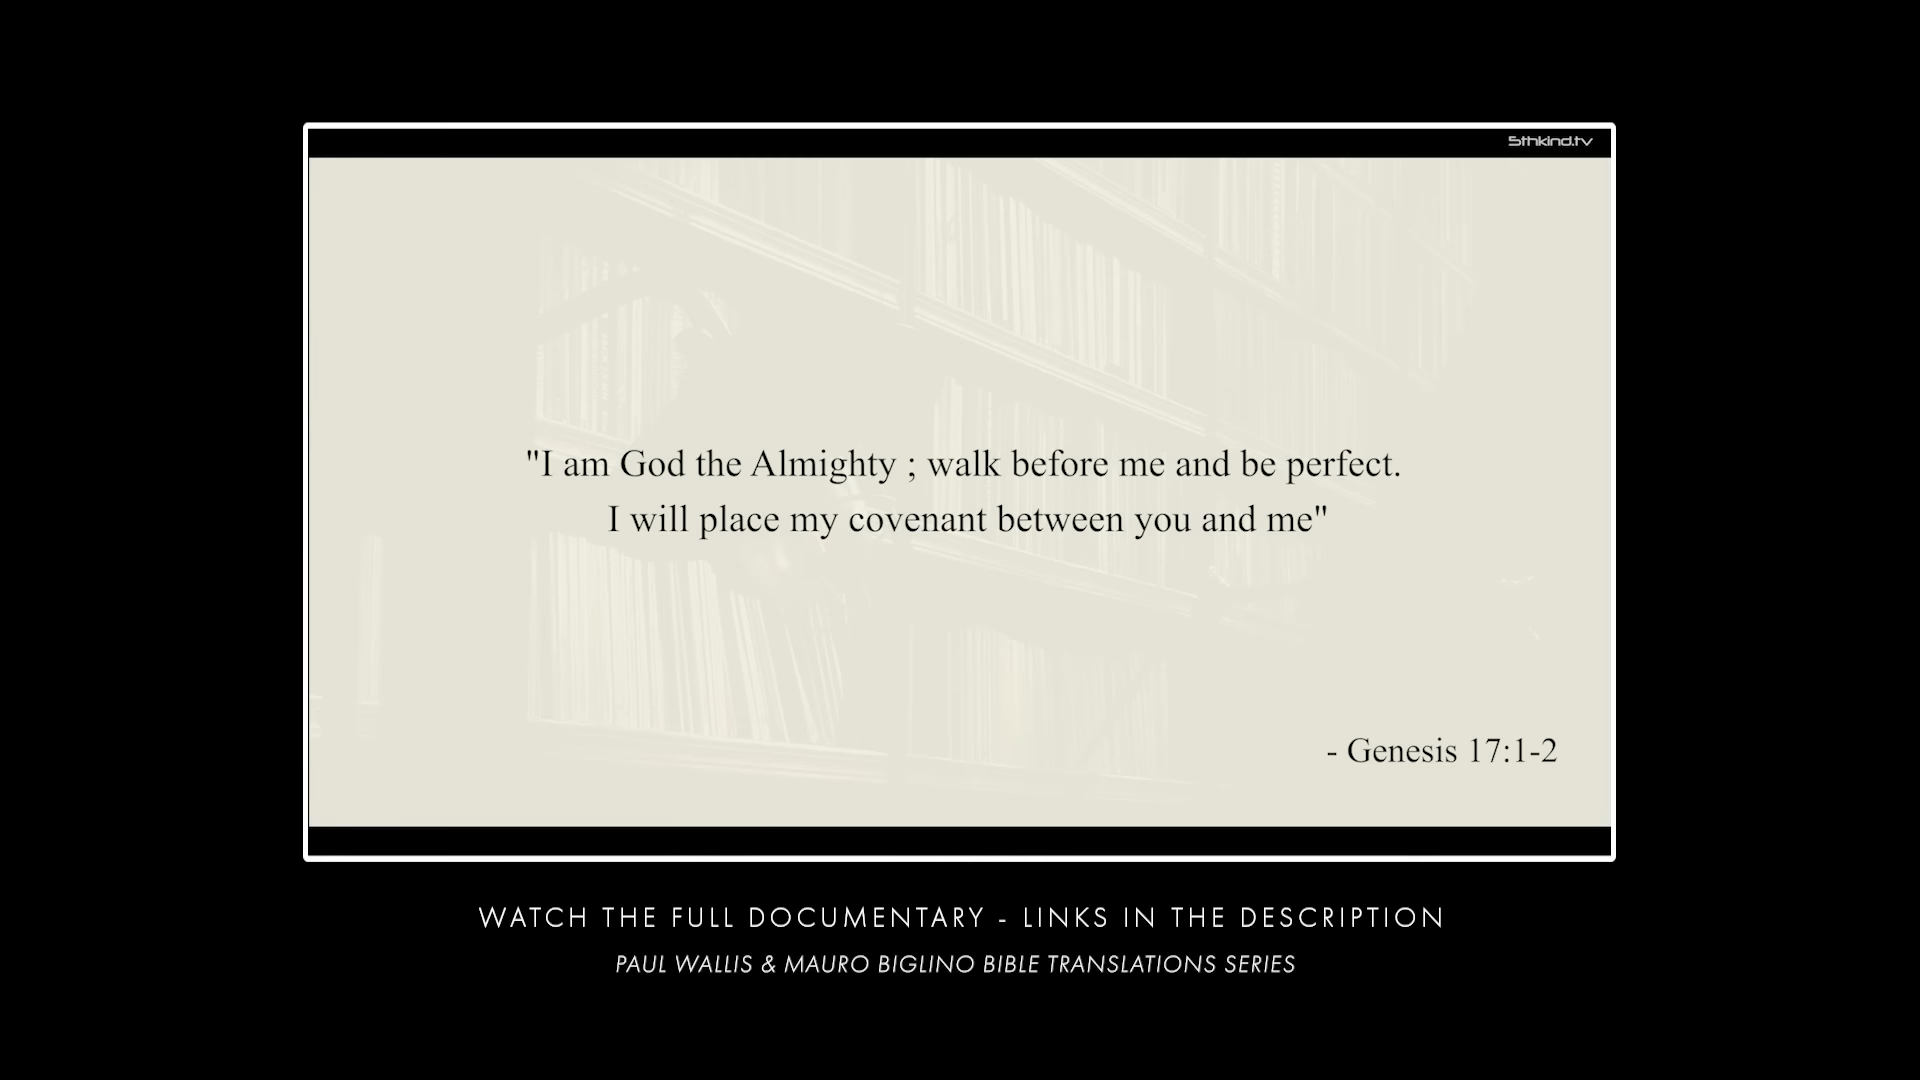 5thkind.tv
"I am God the Almighty ; walk before me and be perfect.
I will place my covenant between you and me"
- Genesis 17:1-2
WATCH THE FULL DOCUMENTARY - LINKS IN THE DESCRIPTION
PAUL WALLIS & MAURO BIGLINO BIBLE TRANSLATIONS SERIES